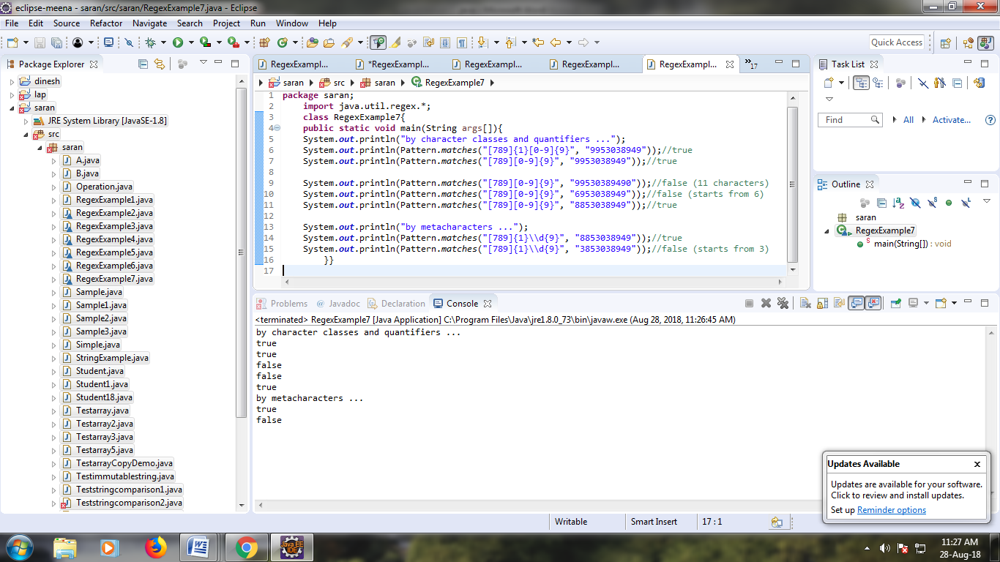 eclipse-meena - saran/src/saran/RegexExample7.java - Eclipse
File Edit Source Refactor Navigate Search Project Run Window Help
Quick Access
Package Explorer
dinesh
lap
saran
JRE System Library [JavaSE-1.8]
src
saran
A.java
B.java
Operation.java
RegexExample1.java
RegexExample2.java
RegexExample3.java
RegexExample4.java
RegexExample5.java
RegexExample6.java
RegexExample7.java
Sample.java
Sample1.java
Sample2.java
Sample3.java
Simple.java
StringExample.java
Student.java
Student1.java
Student18.java
Testarray.java
Testarray2.java
Testarray3.java
Testarray5.java
TestarrayCopyDemo.java
Testimmutablestring.java
Teststringcomparison1.java
Teststringcomparison2.java
RegexExampl... *RegexExampl... RegexExampl... RegexExampl... RegexExampl... »17
saran src saran RegexExample7
1 package saran;
2 import java.util.regex.*;
3 class RegexExample7{
4 public static void main(String args[]){
5 System.out.println("by character classes and quantifiers ...");
6 System.out.println(Pattern.matches("[789]{1}[0-9]{9}", "9953038949"));//true
7 System.out.println(Pattern.matches("[789][0-9]{9}", "9953038949"));//true
8
9 System.out.println(Pattern.matches("[789][0-9]{9}", "99530389490"));//false (11 characters)
10 System.out.println(Pattern.matches("[789][0-9]{9}", "6953038949"));//false (starts from 6)
11 System.out.println(Pattern.matches("[789][0-9]{9}", "8853038949"));//true
12
13 System.out.println("by metacharacters ...");
14 System.out.println(Pattern.matches("[789]{1}\\d{9}", "8853038949"));//true
15 System.out.println(Pattern.matches("[789]{1}\\d{9}", "3853038949"));//false (starts from 3)
16 }}
17
Task List
Find All Activate...
Outline
saran
RegexExample7
main(String[]) : void
Problems @ Javadoc Declaration Console
<terminated> RegexExample7 [Java Application] C:\Program Files\Java\jre1.8.0_73\bin\javaw.exe (Aug 28, 2018, 11:26:45 AM)
by character classes and quantifiers ...
true
true
false
false
true
by metacharacters ...
true
false
Updates Available
Updates are available for your software.
Click to review and install updates.
Set up Reminder options
Writable Smart Insert 17 : 1
Java EE
IDE
11:27 AM
28-Aug-18